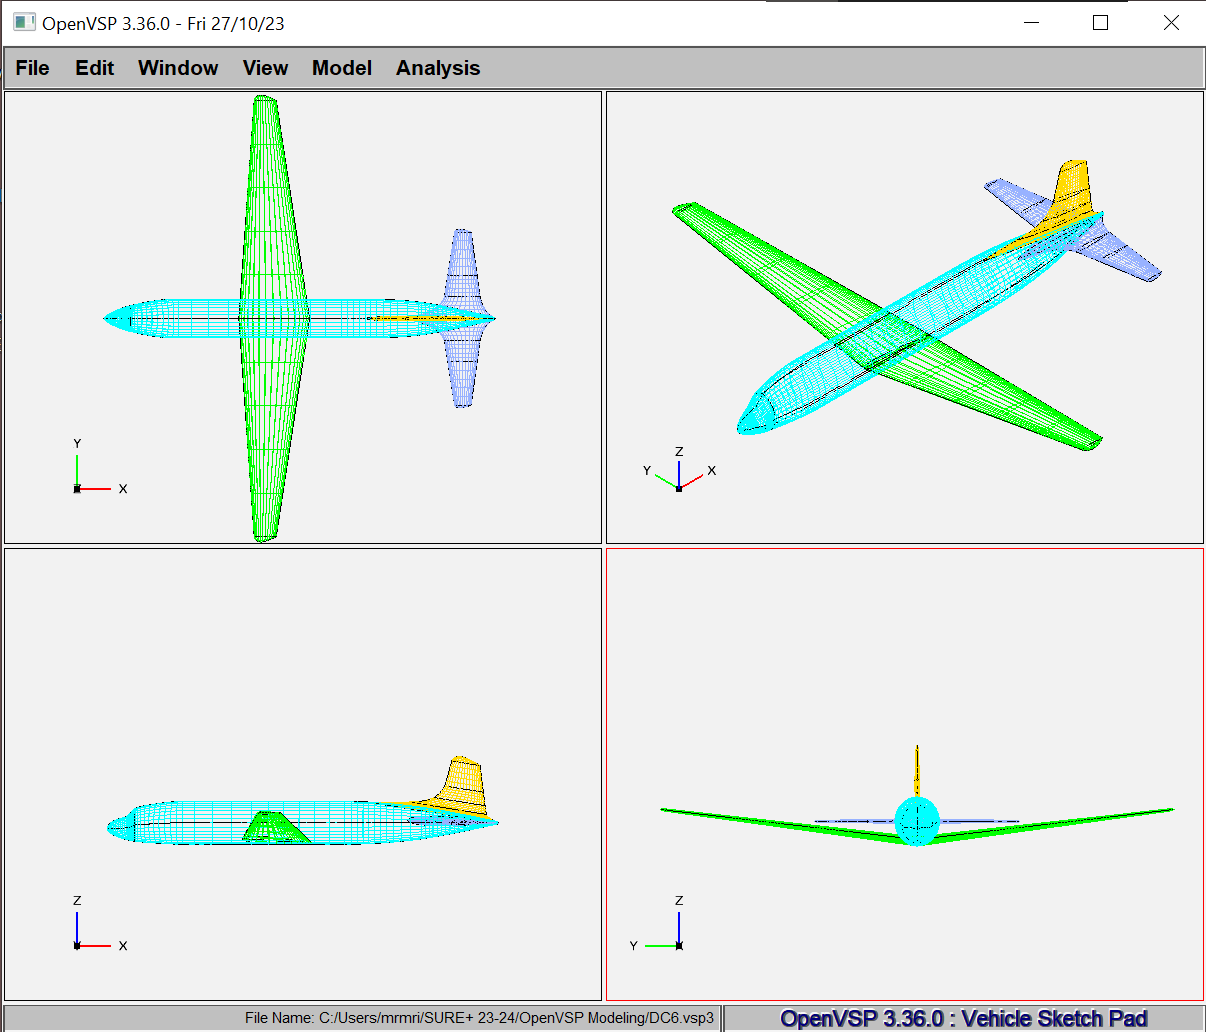 OpenVSP 3.36.0 - Fri 27/10/23
File Edit Window View Model Analysis
Y
X
Z
Y
X
Z
X
Z
Y
File Name: C:/Users/mrmri/SURE+ 23-24/OpenVSP Modeling/DC6.vsp3
OpenVSP 3.36.0 : Vehicle Sketch Pad